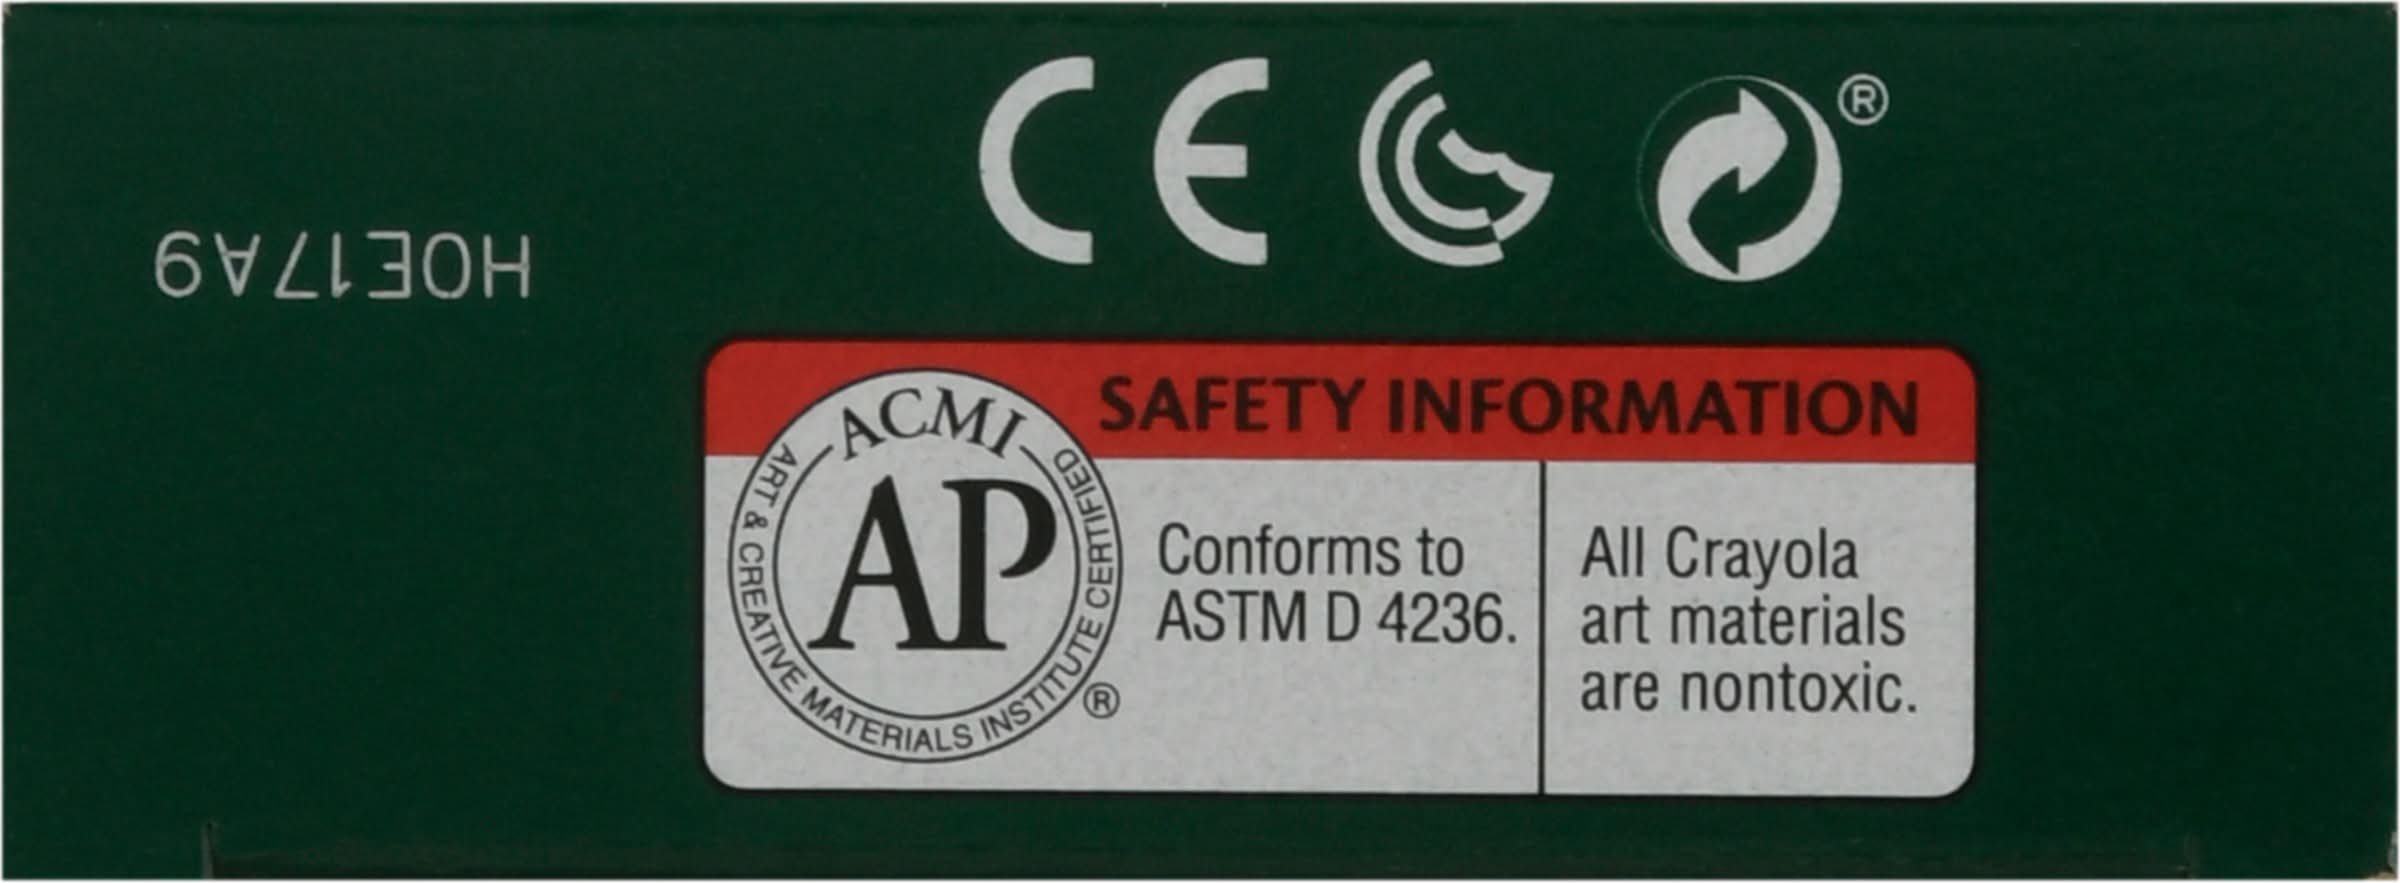 CE
®
HOE17A9
SAFETY INFORMATION
ACMI
AP
ART & CREATIVE MATERIALS INSTITUTE CERTIFIED
®
Conforms to
ASTM D 4236.
All Crayola
art materials
are nontoxic.